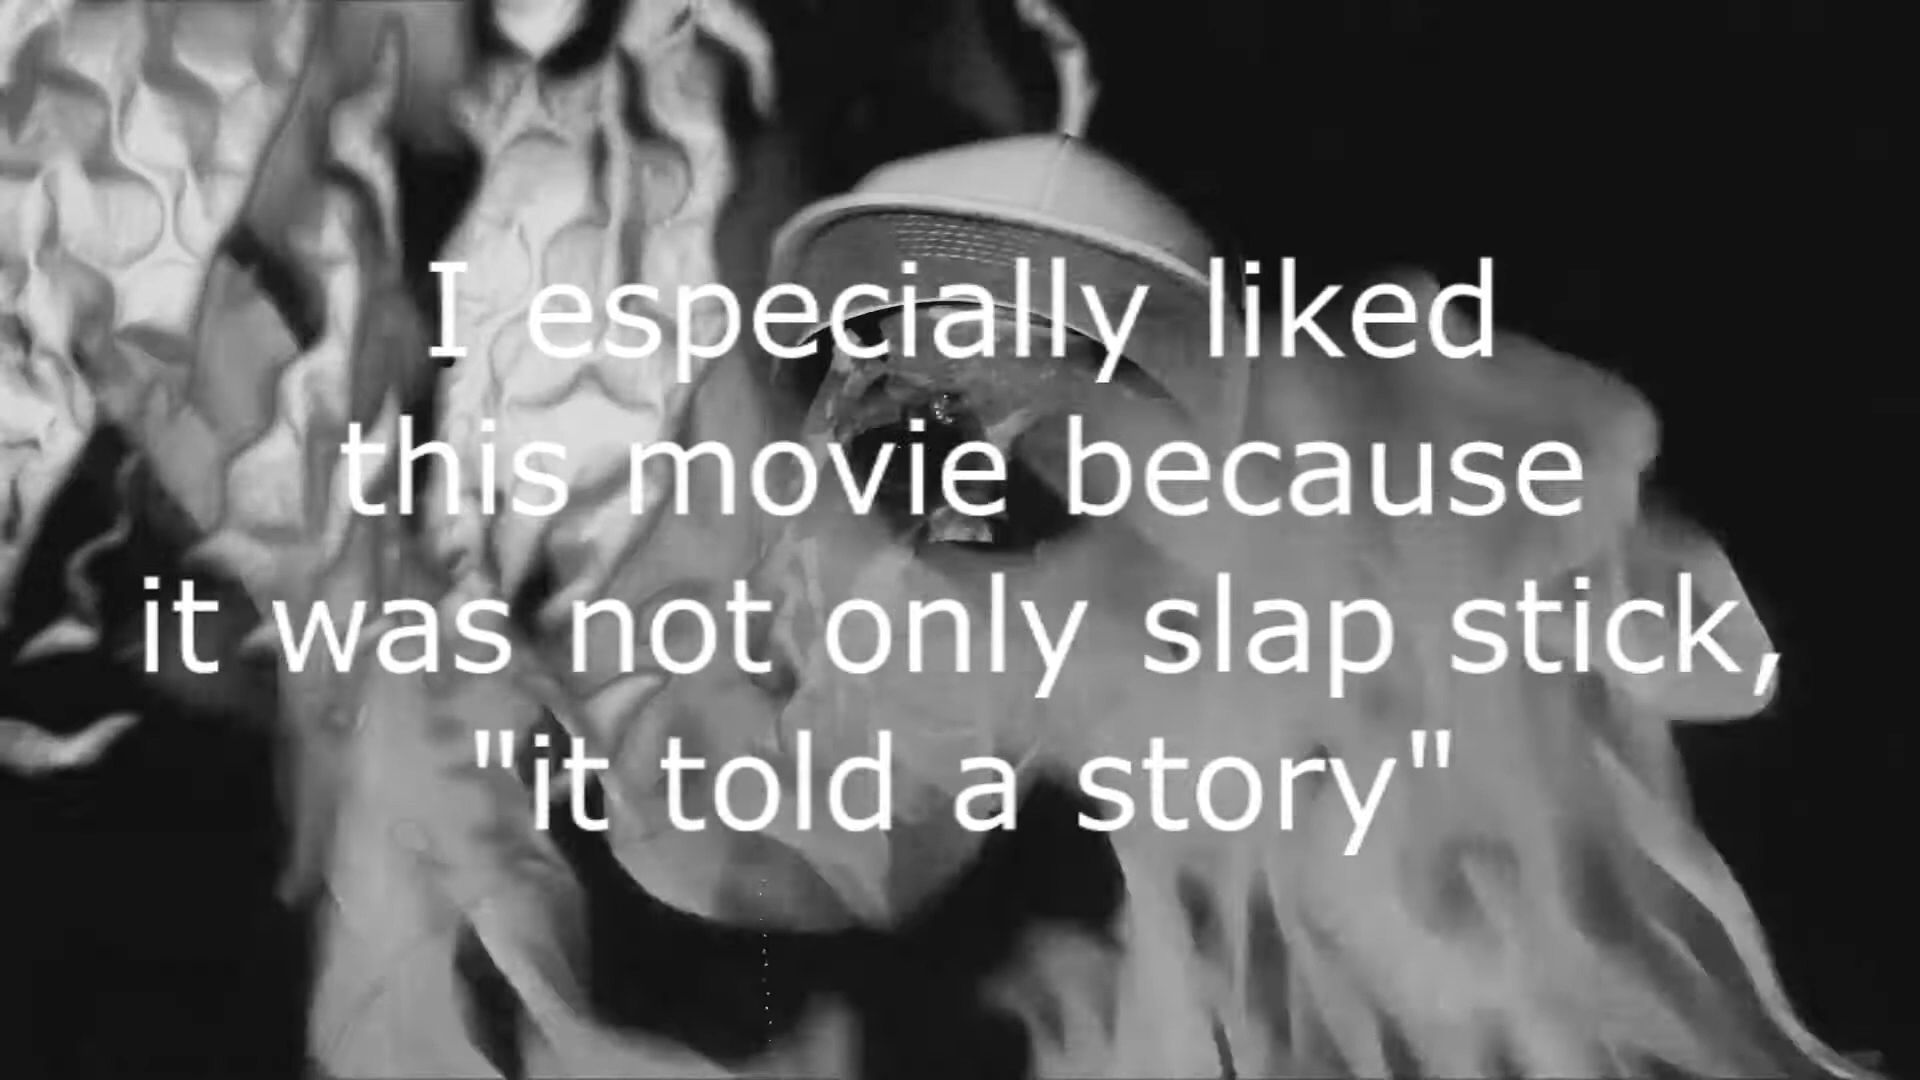 I especially liked
this movie because
it was not only slap stick,
"it told a story"